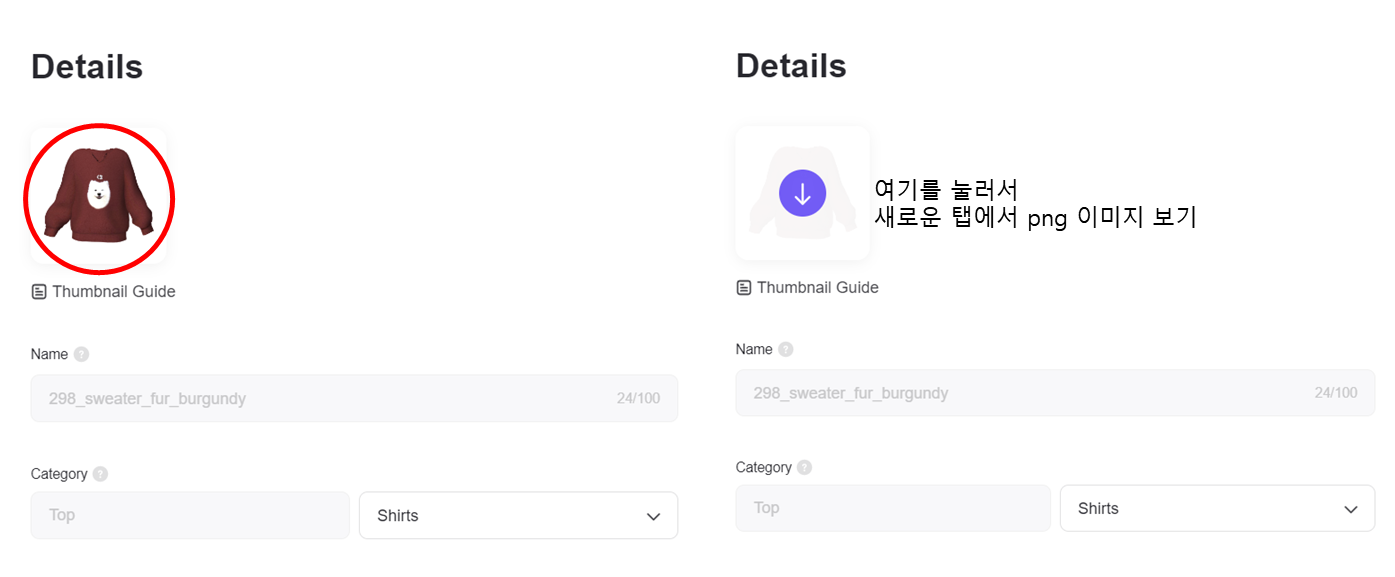 Details
Thumbnail Guide
Name ?
298_sweater_fur_burgundy 24/100
Category ?
Top Shirts
Details
여기를 눌러서
새로운 탭에서 png 이미지 보기
Thumbnail Guide
Name ?
298_sweater_fur_burgundy 24/100
Category ?
Top Shirts